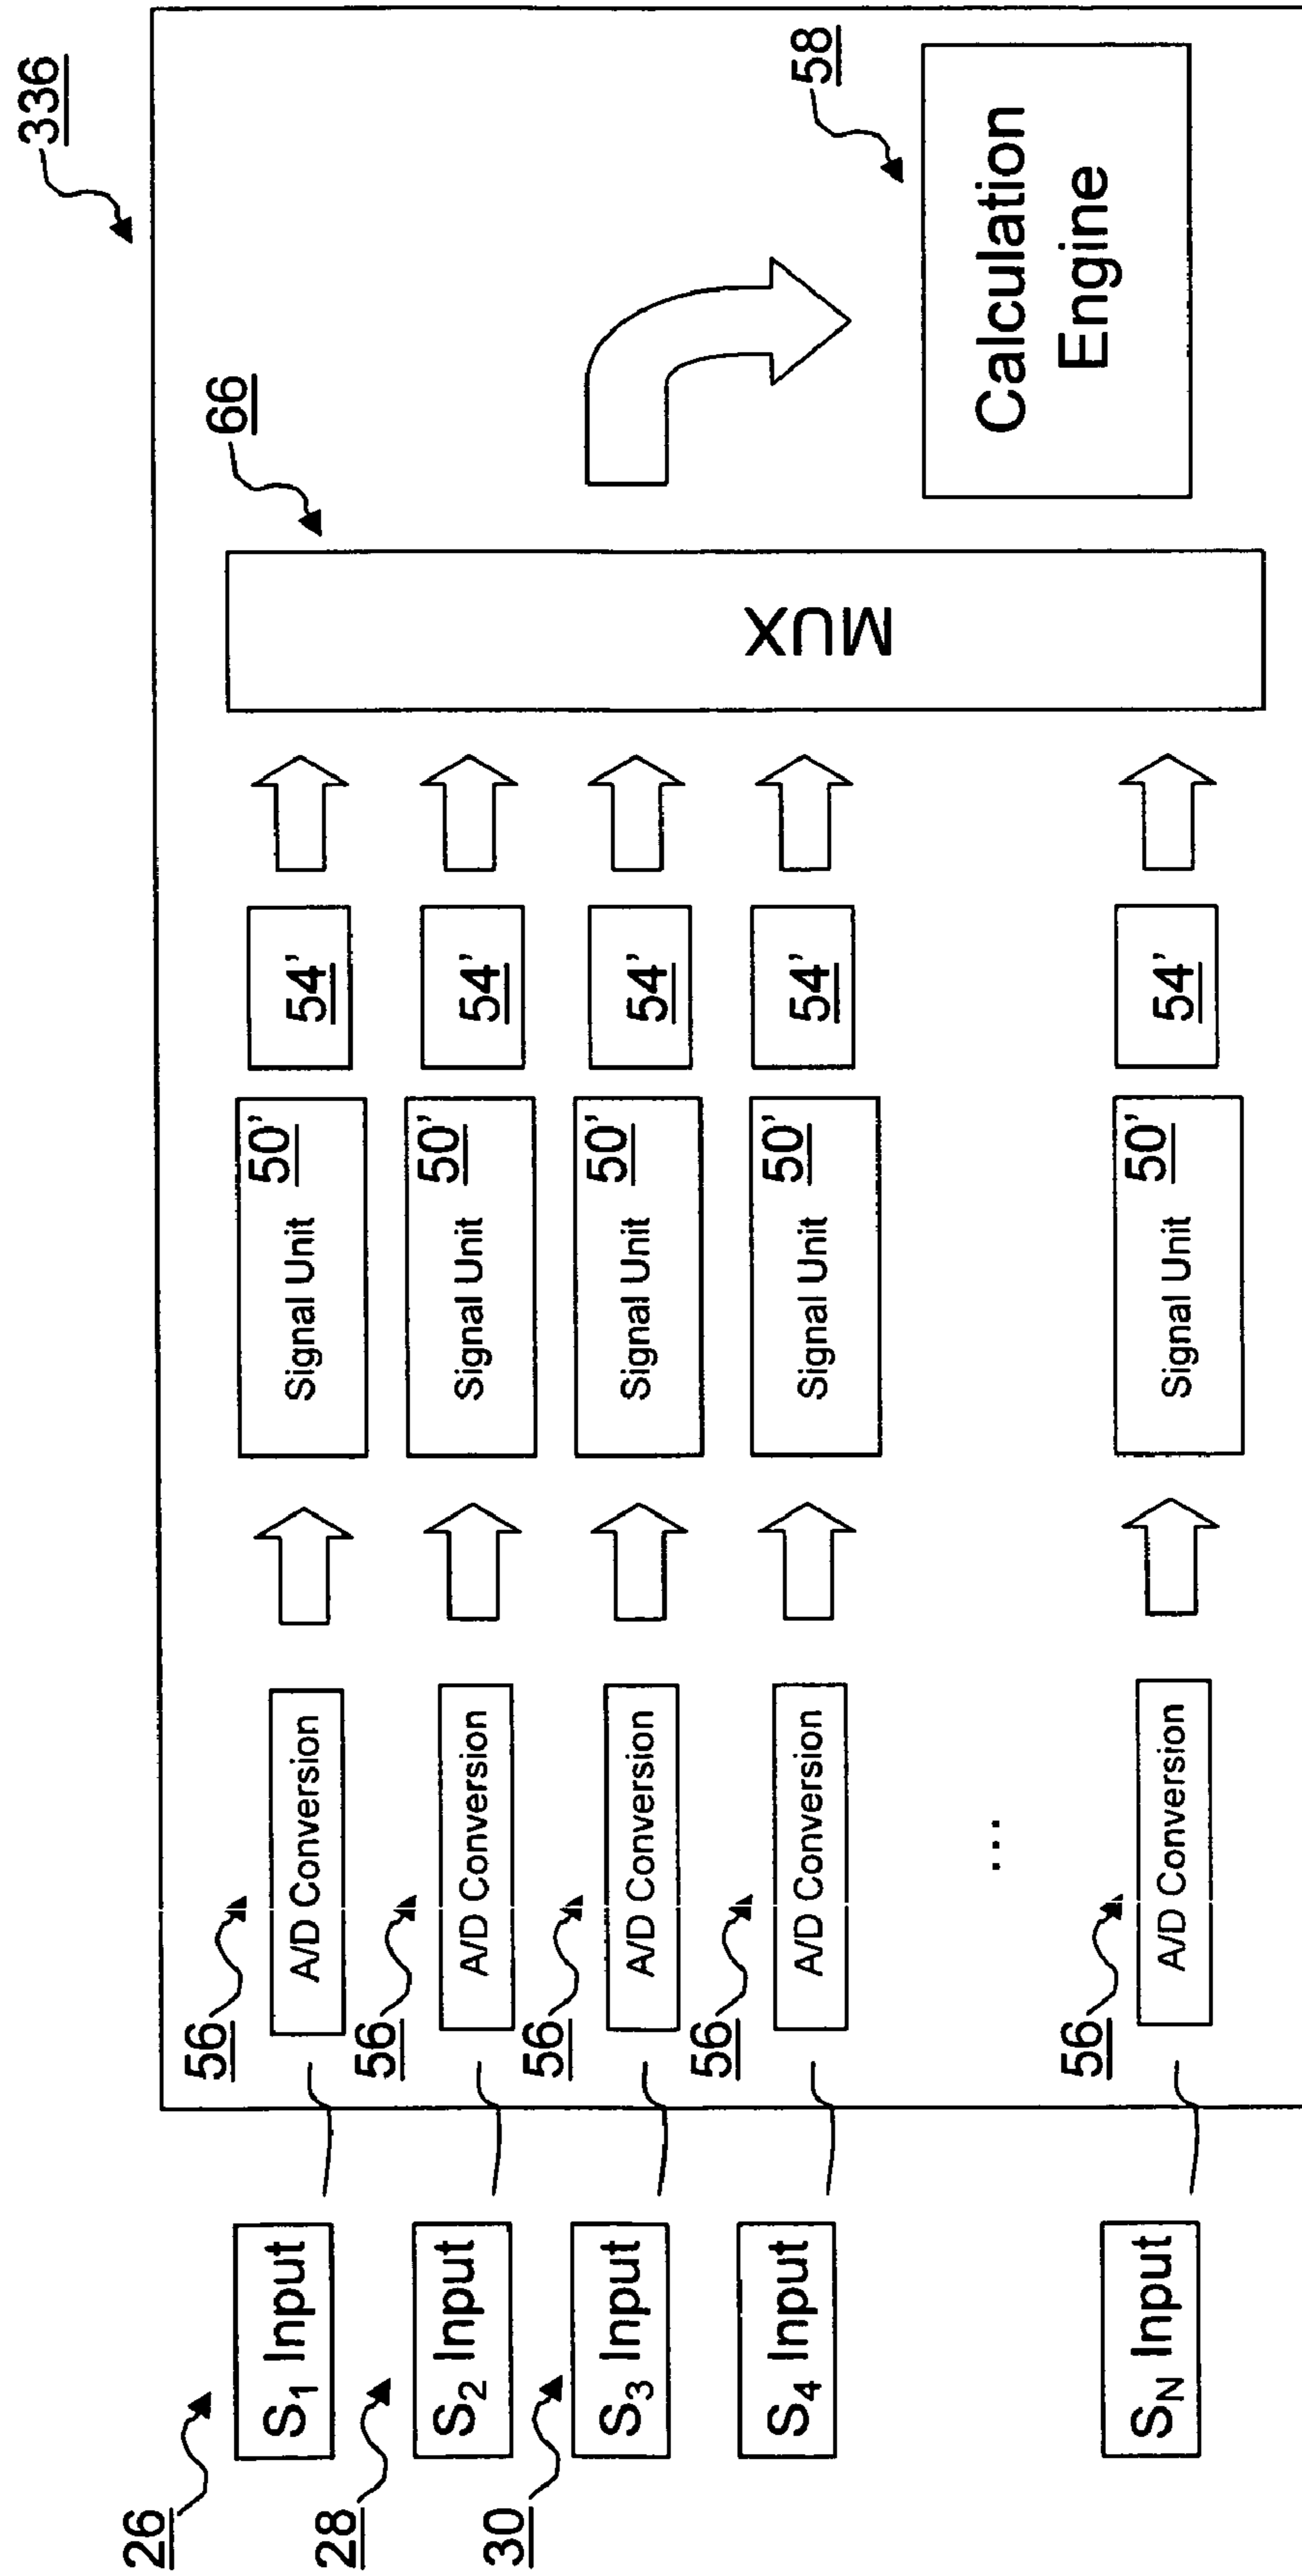 336
26
S₁ Input
56
A/D Conversion
Signal Unit
50'
54'
28
S₂ Input
56
A/D Conversion
Signal Unit
50'
54'
30
S₃ Input
56
A/D Conversion
Signal Unit
50'
54'
S₄ Input
56
A/D Conversion
Signal Unit
50'
54'
...
S_N Input
56
A/D Conversion
Signal Unit
50'
54'
66
MUX
58
Calculation
Engine